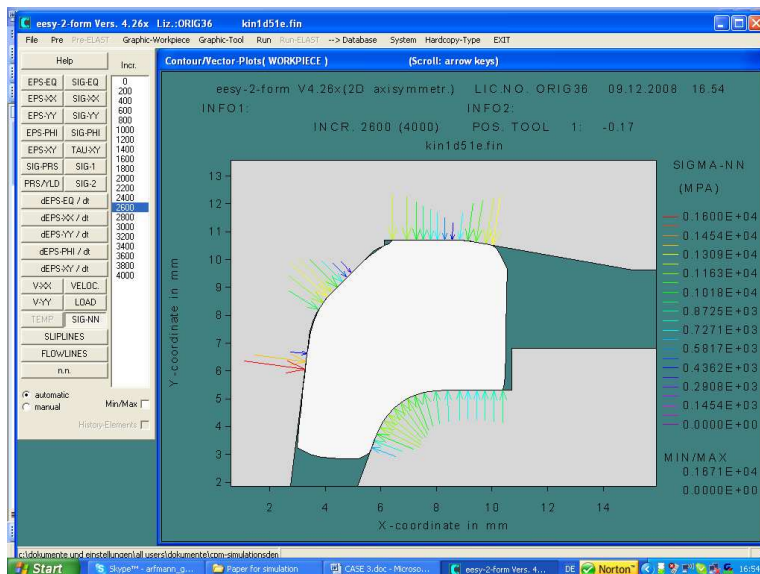 eesy-2-form Vers. 4.26x Liz.:ORIG36 kin1d51e.fin
File Pre Pre-ELAST Graphic-Workpiece Graphic-Tool Run Run-ELAST --> Database System Hardcopy-Type EXIT
Help
Incr.
EPS-EQ SIG-EQ
EPS-XX SIG-XX
EPS-YY SIG-YY
EPS-PHI SIG-PHI
EPS-XY TAU-XY
SIG-PRS SIG-1
PRS/YLD SIG-2
dEPS-EQ / dt
dEPS-XX / dt
dEPS-YY / dt
dEPS-PHI / dt
dEPS-XY / dt
V-XX VELOC.
V-YY LOAD
TEMP SIG-NN
SLIPLINES
FLOWLINES
n.n.
automatic
manual
Min/Max
History-Elements
0
200
400
600
800
1000
1200
1400
1600
1800
2000
2200
2400
2600
2800
3000
3200
3400
3600
3800
4000
Contour/Vector-Plots( WORKPIECE ) (Scroll: arrow keys)
eesy-2-form V4.26x(2D axisymmetr.) LIC.NO. ORIG36 09.12.2008 16.54
INFO1: INFO2:
INCR. 2600 (4000) POS. TOOL 1: -0.17
kin1d51e.fin
13
12
11
10
9
8
7
6
5
4
3
2
Y-coordinate in mm
2 4 6 8 10 12 14
X-coordinate in mm
SIGMA-NN
(MPA)
0.1600E+04
0.1454E+04
0.1309E+04
0.1163E+04
0.1018E+04
0.8725E+03
0.7271E+03
0.5817E+03
0.4362E+03
0.2908E+03
0.1454E+03
0.0000E+00
MIN/MAX
0.1671E+04
0.0000E+00
c:\dokumente und einstellungen\all users\dokumente\cpm-simulationsden
Start Skype™ - arfmann_g... Paper for simulation CASE 3.doc - Microso... eesy-2-form Vers. 4... DE Norton™ 16:54